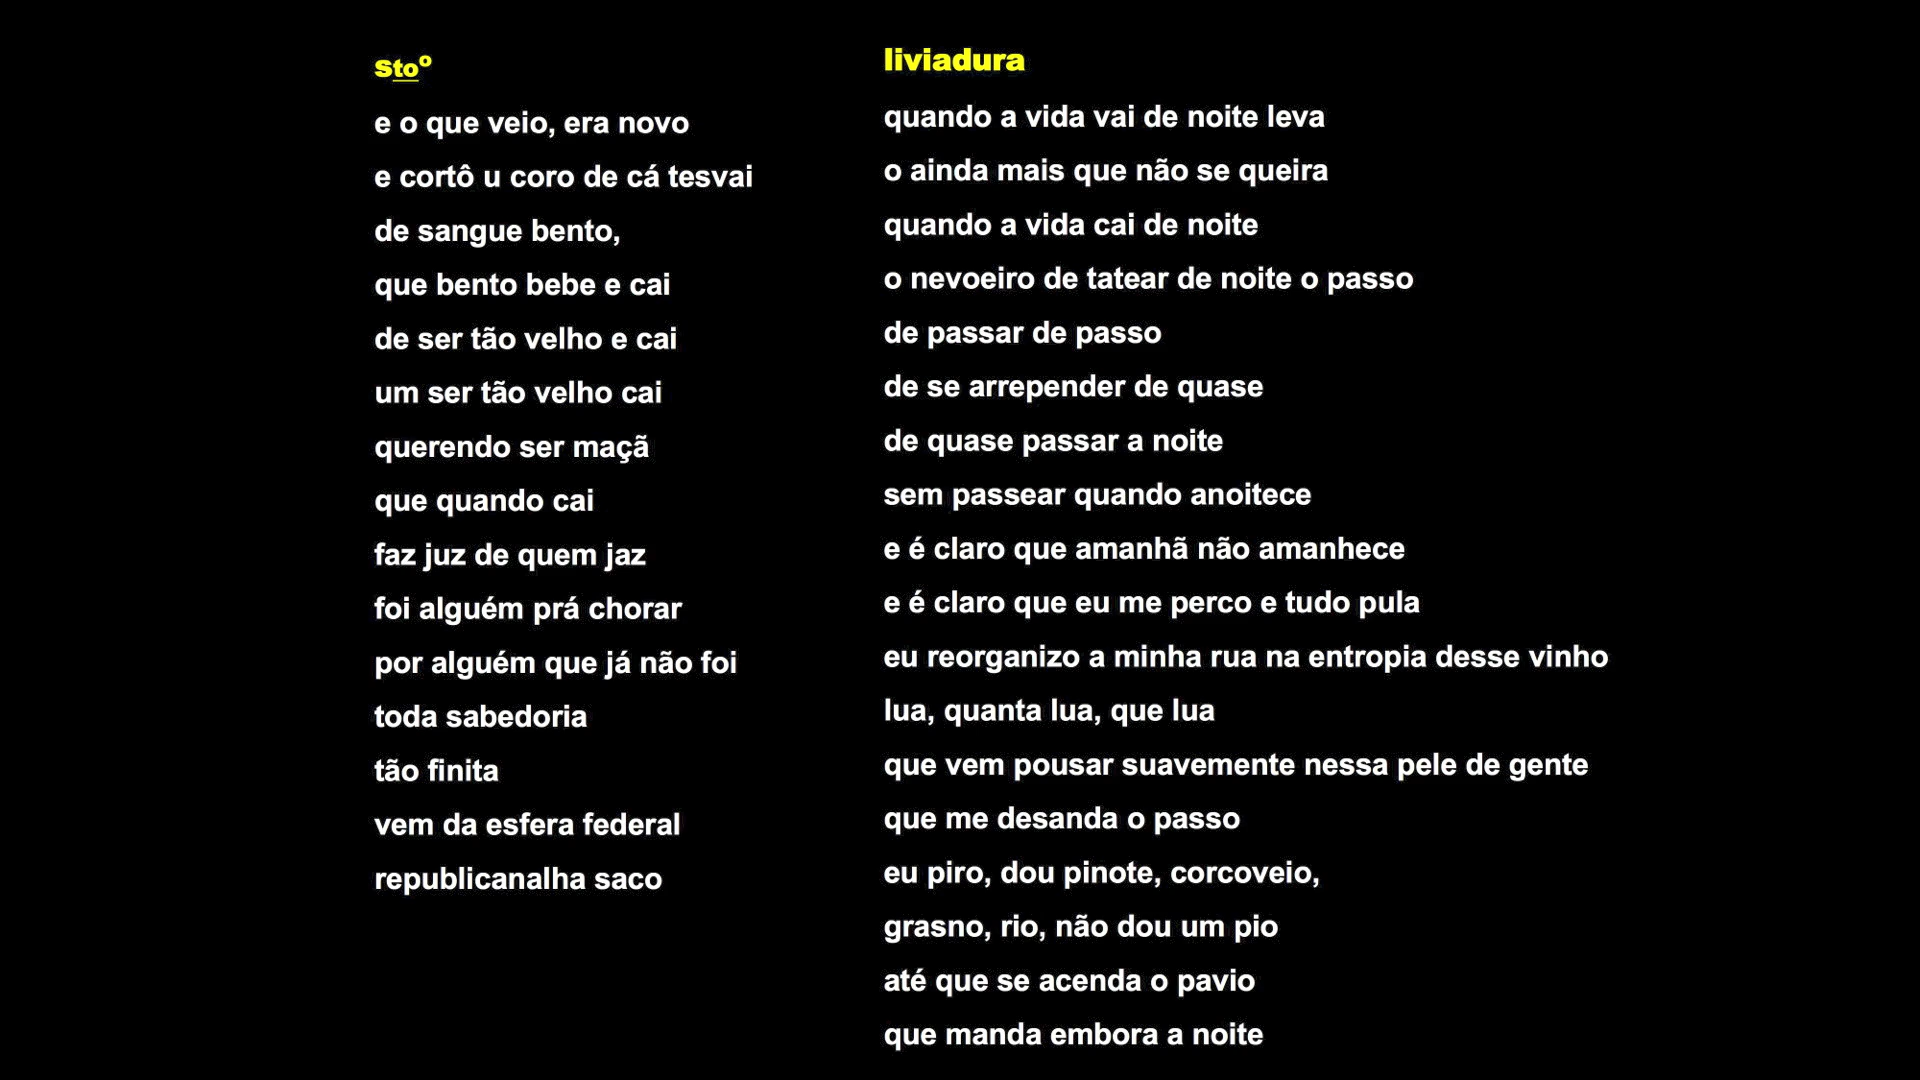 stoº
e o que veio, era novo
e cortô u coro de cá tesvai
de sangue bento,
que bento bebe e cai
de ser tão velho e cai
um ser tão velho cai
querendo ser maçã
que quando cai
faz juz de quem jaz
foi alguém prá chorar
por alguém que já não foi
toda sabedoria
tão finita
vem da esfera federal
republicanalha saco
liviadura
quando a vida vai de noite leva
o ainda mais que não se queira
quando a vida cai de noite
o nevoeiro de tatear de noite o passo
de passar de passo
de se arrepender de quase
de quase passar a noite
sem passear quando anoitece
e é claro que amanhã não amanhece
e é claro que eu me perco e tudo pula
eu reorganizo a minha rua na entropia desse vinho
lua, quanta lua, que lua
que vem pousar suavemente nessa pele de gente
que me desanda o passo
eu piro, dou pinote, corcoveio,
grasno, rio, não dou um pio
até que se acenda o pavio
que manda embora a noite